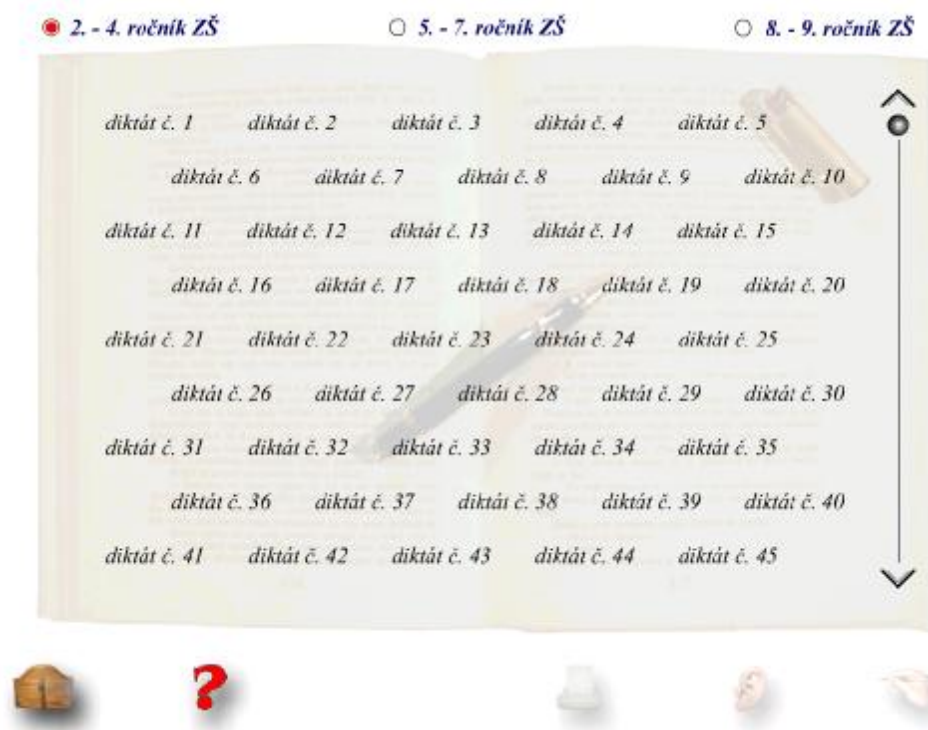 2. - 4. ročník ZŠ 5. - 7. ročník ZŠ 8. - 9. ročník ZŠ
diktát č. 1 diktát č. 2 diktát č. 3 diktát č. 4 diktát č. 5
diktát č. 6 diktát č. 7 diktát č. 8 diktát č. 9 diktát č. 10
diktát č. 11 diktát č. 12 diktát č. 13 diktát č. 14 diktát č. 15
diktát č. 16 diktát č. 17 diktát č. 18 diktát č. 19 diktát č. 20
diktát č. 21 diktát č. 22 diktát č. 23 diktát č. 24 diktát č. 25
diktát č. 26 diktát č. 27 diktát č. 28 diktát č. 29 diktát č. 30
diktát č. 31 diktát č. 32 diktát č. 33 diktát č. 34 diktát č. 35
diktát č. 36 diktát č. 37 diktát č. 38 diktát č. 39 diktát č. 40
diktát č. 41 diktát č. 42 diktát č. 43 diktát č. 44 diktát č. 45
?